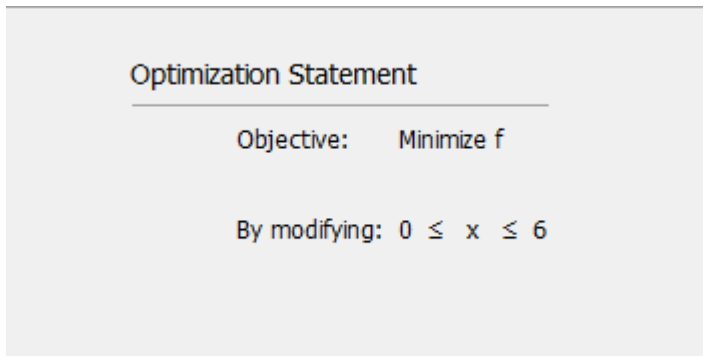 Optimization Statement
Objective: Minimize f
By modifying: 0 ≤ x ≤ 6